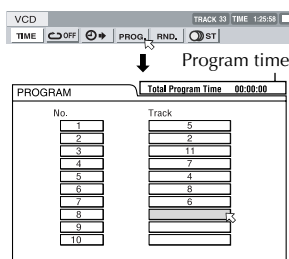 VCD
TRACK 33 TIME 1:25:58
TIME OFF PROG. RND. ST
Program time
PROGRAM
Total Program Time 00:00:00
No. Track
1 5
2 2
3 11
4 7
5 4
6 8
7 6
8
9
10